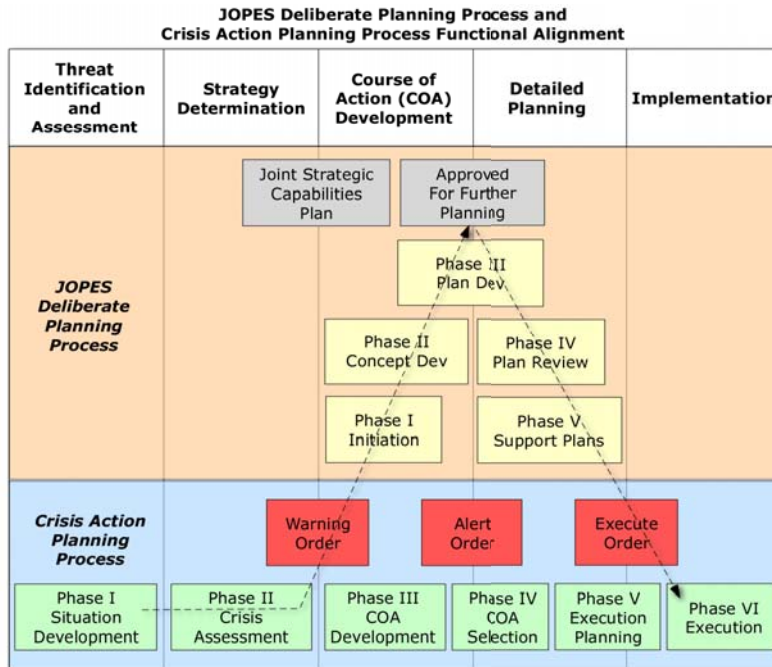 JOPES Deliberate Planning Process and
Crisis Action Planning Process Functional Alignment
Threat
Identification
and
Assessment
Strategy
Determination
Course of
Action (COA)
Development
Detailed
Planning
Implementation
Joint Strategic
Capabilities
Plan
Approved
For Further
Planning
JOPES
Deliberate
Planning
Process
Phase III
Plan Dev
Phase II
Concept Dev
Phase IV
Plan Review
Phase I
Initiation
Phase V
Support Plans
Crisis Action
Planning
Process
Warning
Order
Alert
Order
Execute
Order
Phase I
Situation
Development
Phase II
Crisis
Assessment
Phase III
COA
Development
Phase IV
COA
Selection
Phase V
Execution
Planning
Phase VI
Execution